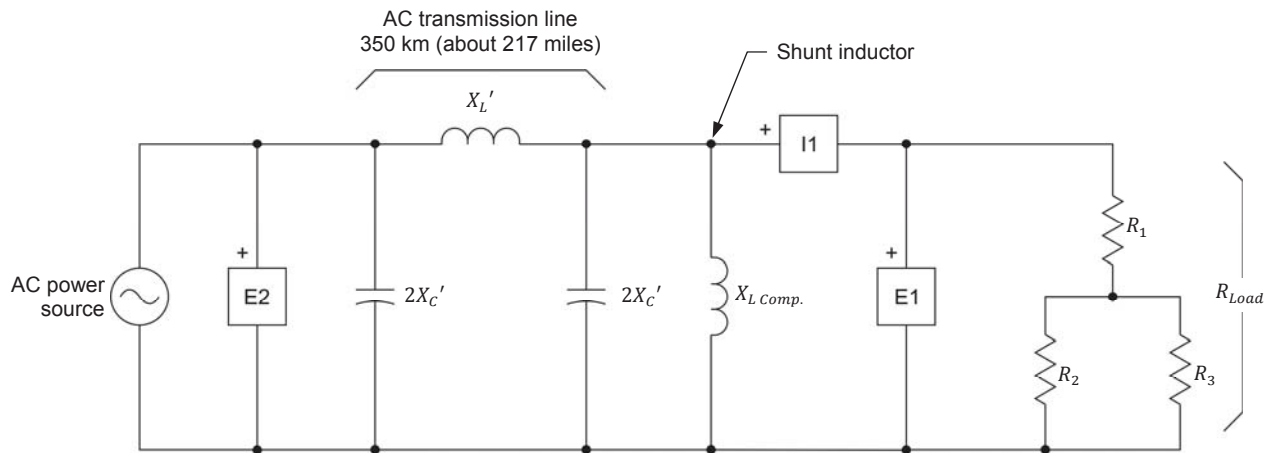 AC transmission line
350 km (about 217 miles)
Shunt inductor
X_L'
+
I1
R_1
AC power
source
+
E2
2X_C'
2X_C'
X_L Comp.
+
E1
R_Load
R_2
R_3